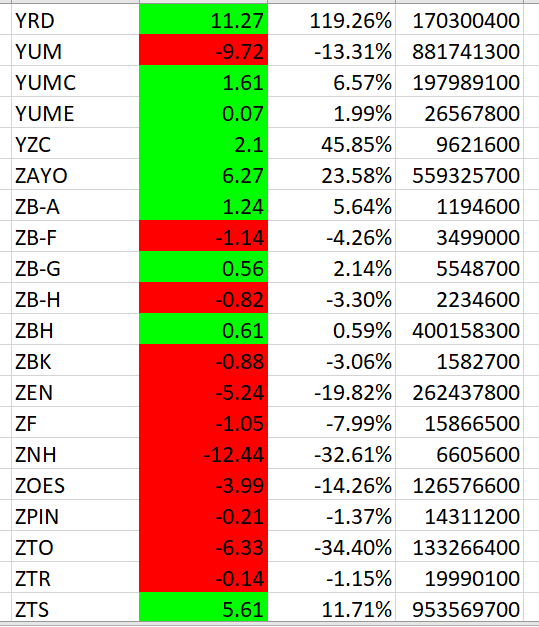 YRD 11.27 119.26% 170300400
YUM -9.72 -13.31% 881741300
YUMC 1.61 6.57% 197989100
YUME 0.07 1.99% 26567800
YZC 2.1 45.85% 9621600
ZAYO 6.27 23.58% 559325700
ZB-A 1.24 5.64% 1194600
ZB-F -1.14 -4.26% 3499000
ZB-G 0.56 2.14% 5548700
ZB-H -0.82 -3.30% 2234600
ZBH 0.61 0.59% 400158300
ZBK -0.88 -3.06% 1582700
ZEN -5.24 -19.82% 262437800
ZF -1.05 -7.99% 15866500
ZNH -12.44 -32.61% 6605600
ZOES -3.99 -14.26% 126576600
ZPIN -0.21 -1.37% 14311200
ZTO -6.33 -34.40% 133266400
ZTR -0.14 -1.15% 19990100
ZTS 5.61 11.71% 953569700